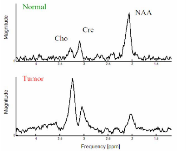 Normal
Magnitude
Cho
Cre
NAA
Tumor
Magnitude
Frequency [ppm]